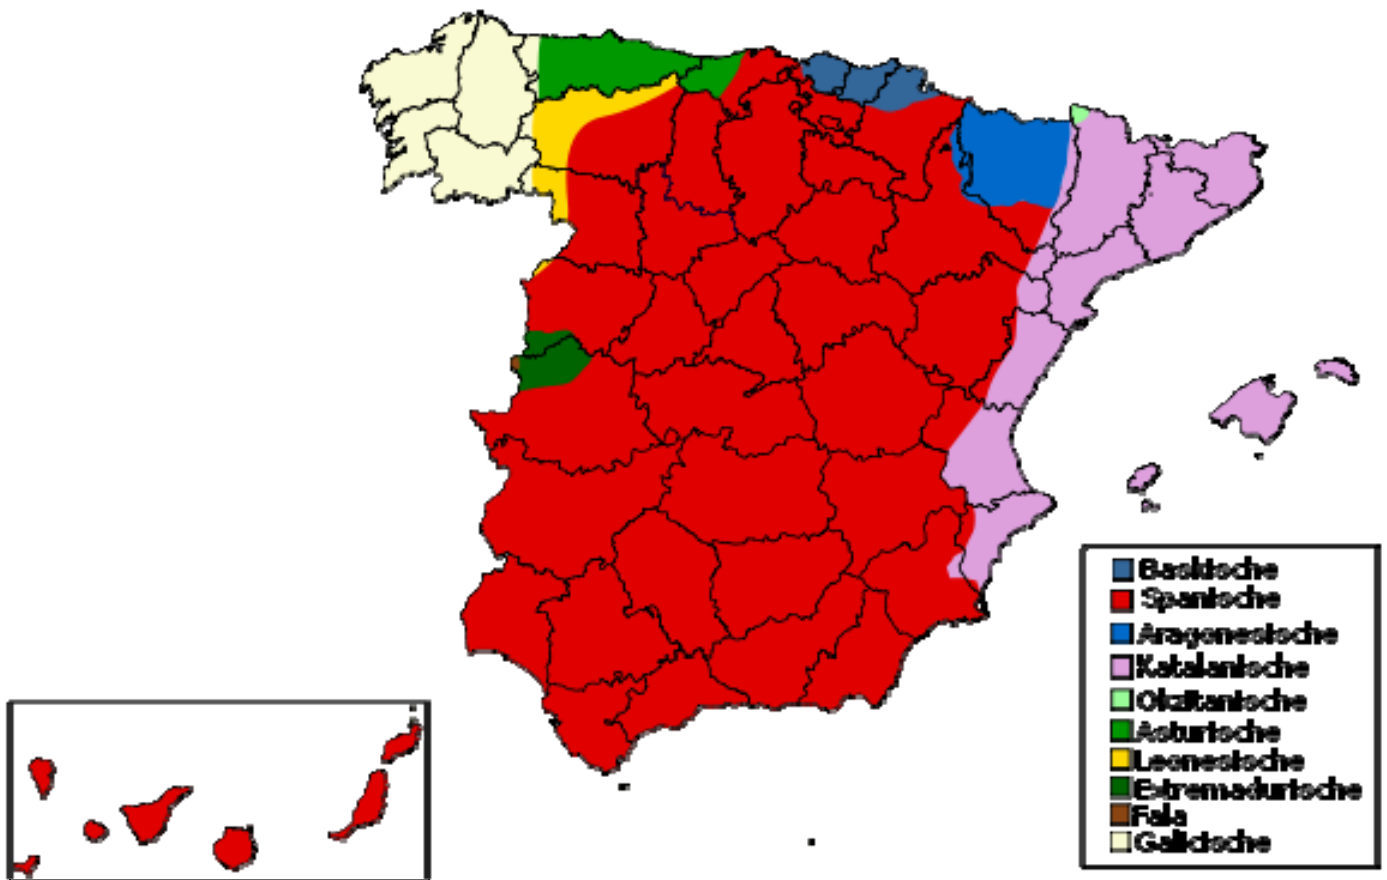 Baskische
Spanische
Aragonesische
Katalanische
Okzitanische
Asturische
Leonesische
Extremadurische
Fala
Galicische